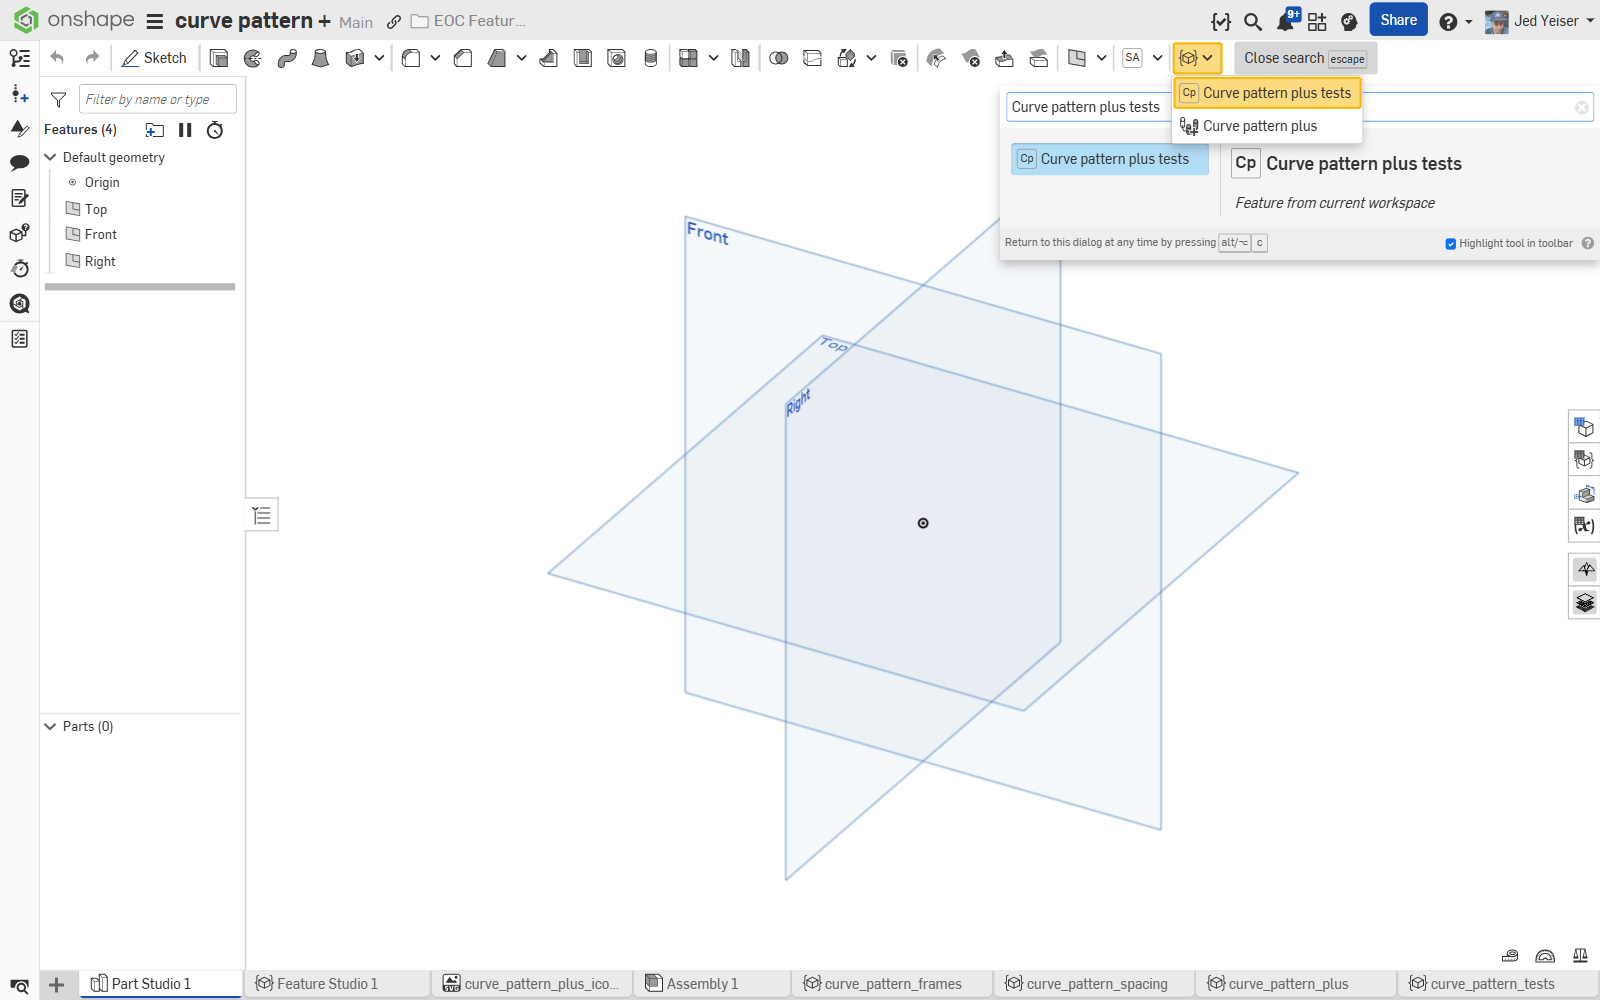 onshape
curve pattern +
Main
EOC Featur...
9+
Share
Jed Yeiser
Sketch
SA
Close search escape
Filter by name or type
Features (4)
Default geometry
Origin
Top
Front
Right
Parts (0)
Curve pattern plus tests
Cp Curve pattern plus tests
Curve pattern plus
Cp Curve pattern plus tests
Cp Curve pattern plus tests
Feature from current workspace
Return to this dialog at any time by pressing alt/⌥ c
Highlight tool in toolbar
Front
Top
Right
Part Studio 1
Feature Studio 1
SVG
curve_pattern_plus_ico...
Assembly 1
curve_pattern_frames
curve_pattern_spacing
curve_pattern_plus
curve_pattern_tests